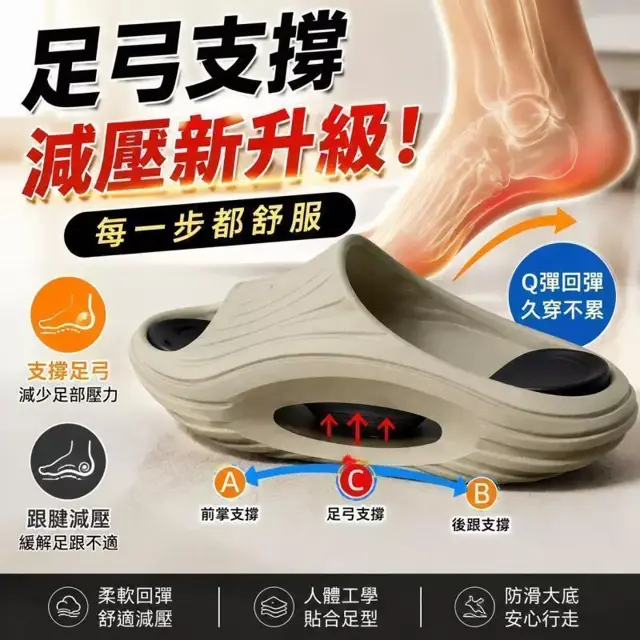 足弓支撐
減壓新升級!
每一步都舒服
Q彈回彈
久穿不累
支撐足弓
減少足部壓力
跟腱減壓
緩解足跟不適
A
C
B
前掌支撐
足弓支撐
後跟支撐
柔軟回彈
舒適減壓
人體工學
貼合足型
防滑大底
安心行走